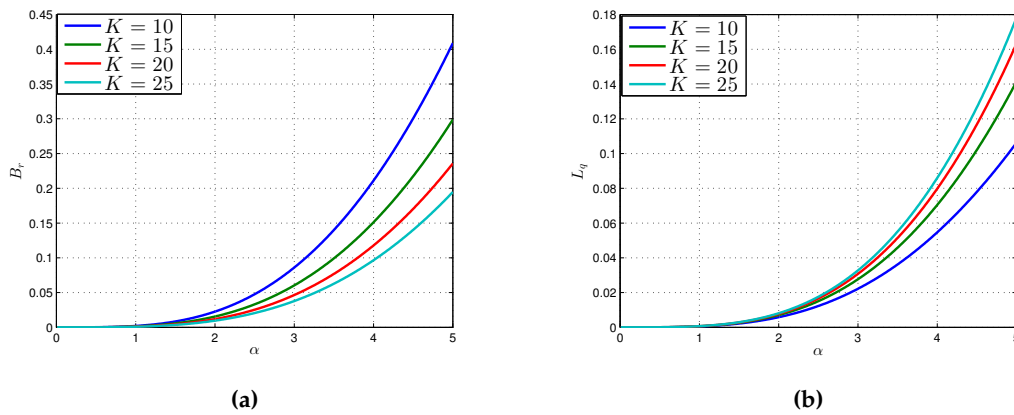 K = 10
K = 15
K = 20
K = 25
0.45
0.4
0.35
0.3
0.25
0.2
0.15
0.1
0.05
0
B_r
0 1 2 3 4 5
α
(a)
K = 10
K = 15
K = 20
K = 25
0.18
0.16
0.14
0.12
0.1
0.08
0.06
0.04
0.02
0
L_q
0 1 2 3 4 5
α
(b)